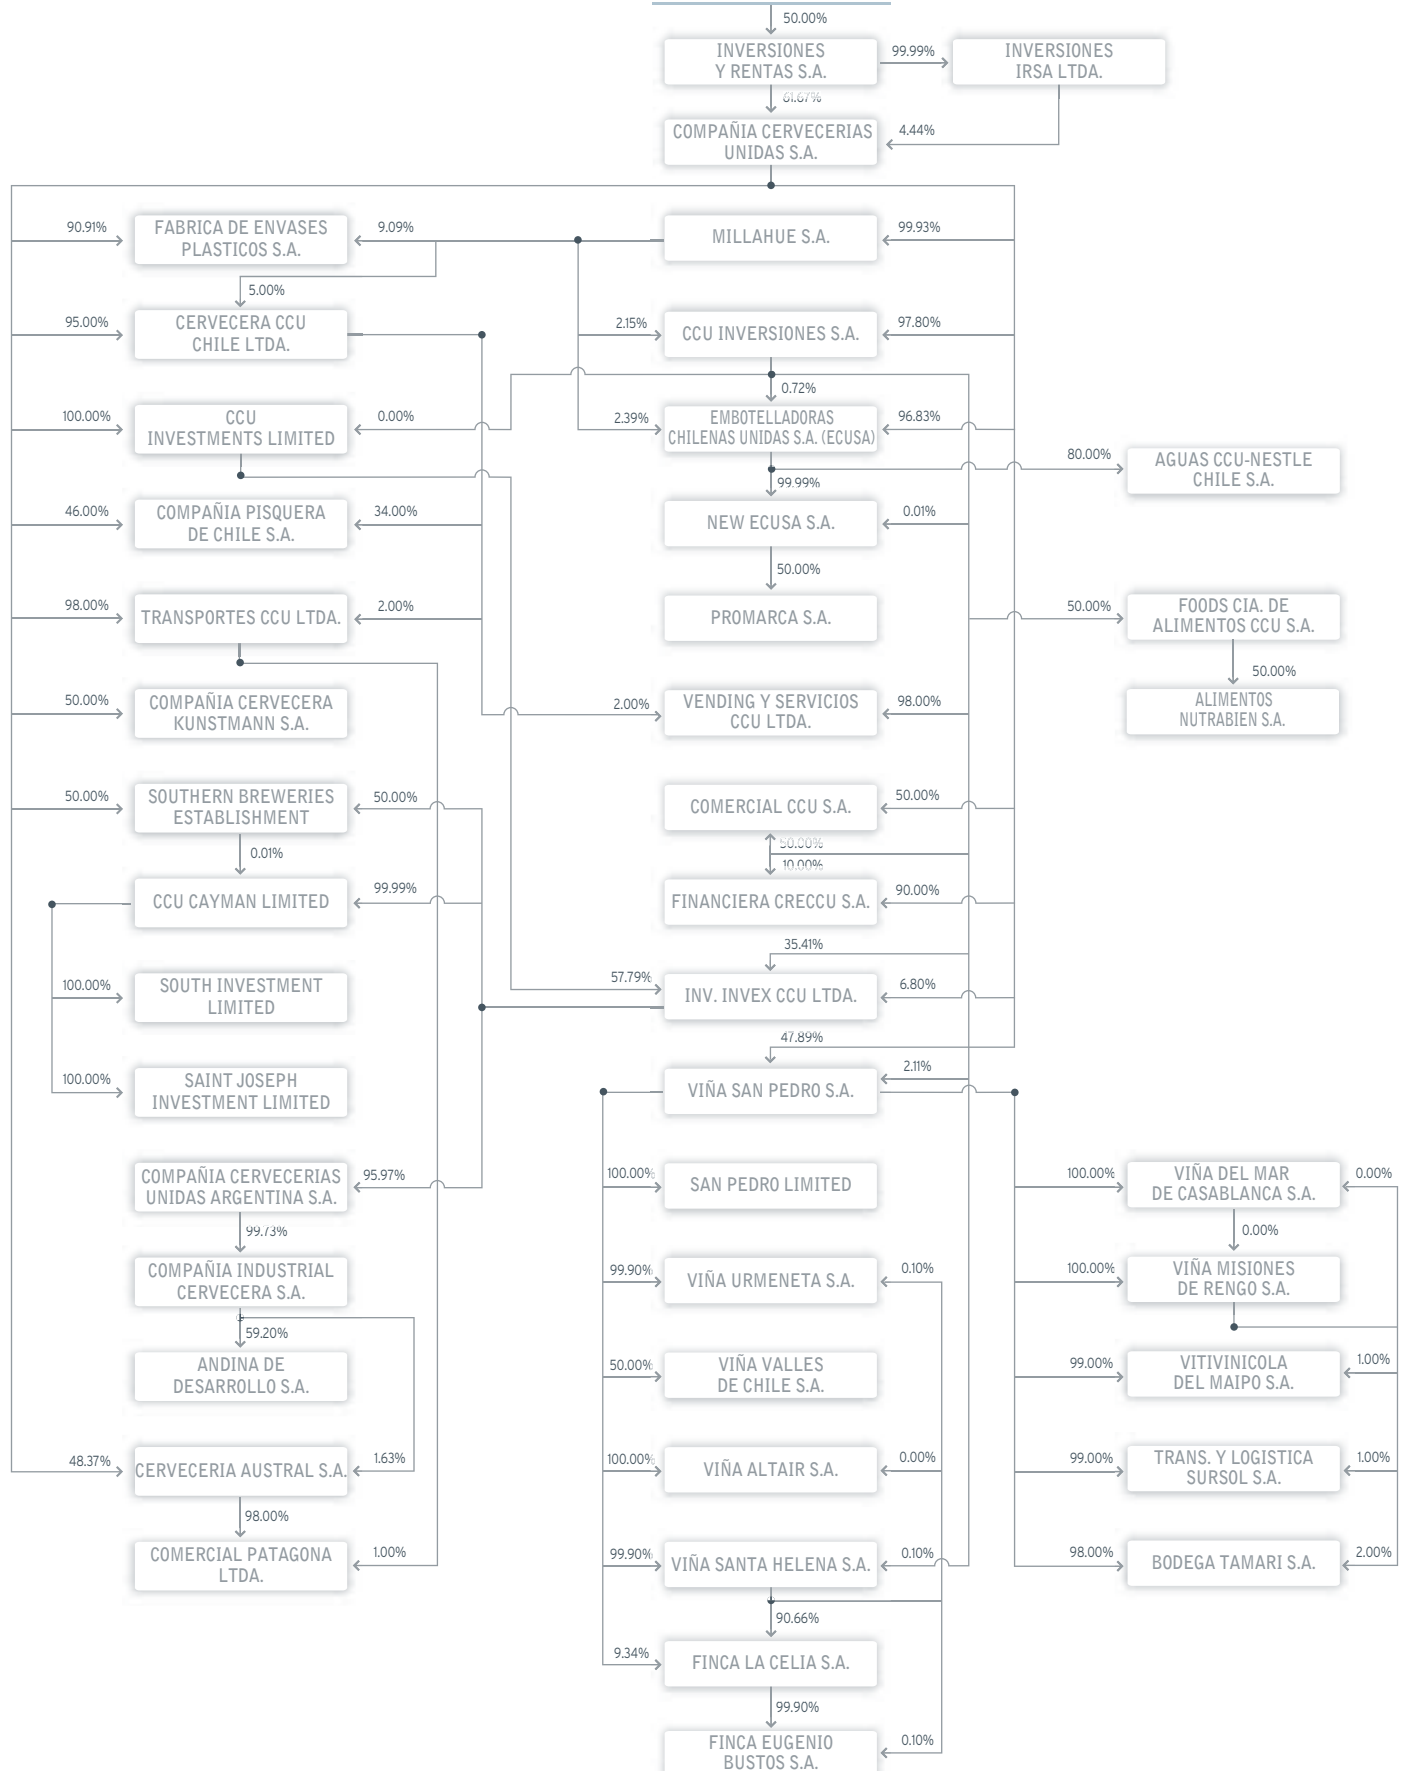 50.00%
INVERSIONES
Y RENTAS S.A.
99.99%
INVERSIONES
IRSA LTDA.
61.67%
COMPAÑIA CERVECERIAS
UNIDAS S.A.
4.44%
90.91%
FABRICA DE ENVASES
PLASTICOS S.A.
9.09%
MILLAHUE S.A.
99.93%
5.00%
95.00%
CERVECERA CCU
CHILE LTDA.
2.15%
CCU INVERSIONES S.A.
97.80%
0.72%
100.00%
CCU
INVESTMENTS LIMITED
0.00%
2.39%
EMBOTELLADORAS
CHILENAS UNIDAS S.A. (ECUSA)
96.83%
80.00%
AGUAS CCU-NESTLE
CHILE S.A.
99.99%
46.00%
COMPAÑIA PISQUERA
DE CHILE S.A.
34.00%
NEW ECUSA S.A.
0.01%
50.00%
98.00%
TRANSPORTES CCU LTDA.
2.00%
PROMARCA S.A.
50.00%
FOODS CIA. DE
ALIMENTOS CCU S.A.
50.00%
50.00%
COMPAÑIA CERVECERA
KUNSTMANN S.A.
2.00%
VENDING Y SERVICIOS
CCU LTDA.
98.00%
ALIMENTOS
NUTRABIEN S.A.
50.00%
SOUTHERN BREWERIES
ESTABLISHMENT
50.00%
COMERCIAL CCU S.A.
50.00%
0.01%
50.00%
10.00%
CCU CAYMAN LIMITED
99.99%
FINANCIERA CRECCU S.A.
90.00%
35.41%
100.00%
SOUTH INVESTMENT
LIMITED
57.79%
INV. INVEX CCU LTDA.
6.80%
47.89%
100.00%
SAINT JOSEPH
INVESTMENT LIMITED
VIÑA SAN PEDRO S.A.
2.11%
COMPAÑIA CERVECERIAS
UNIDAS ARGENTINA S.A.
95.97%
100.00%
SAN PEDRO LIMITED
100.00%
VIÑA DEL MAR
DE CASABLANCA S.A.
0.00%
99.73%
0.00%
COMPAÑIA INDUSTRIAL
CERVECERA S.A.
99.90%
VIÑA URMENETA S.A.
0.10%
100.00%
VIÑA MISIONES
DE RENGO S.A.
59.20%
ANDINA DE
DESARROLLO S.A.
50.00%
VIÑA VALLES
DE CHILE S.A.
99.00%
VITIVINICOLA
DEL MAIPO S.A.
1.00%
48.37%
CERVECERIA AUSTRAL S.A.
1.63%
100.00%
VIÑA ALTAIR S.A.
0.00%
99.00%
TRANS. Y LOGISTICA
SURSOL S.A.
1.00%
98.00%
COMERCIAL PATAGONA
LTDA.
1.00%
99.90%
VIÑA SANTA HELENA S.A.
0.10%
98.00%
BODEGA TAMARI S.A.
2.00%
90.66%
9.34%
FINCA LA CELIA S.A.
99.90%
FINCA EUGENIO
BUSTOS S.A.
0.10%